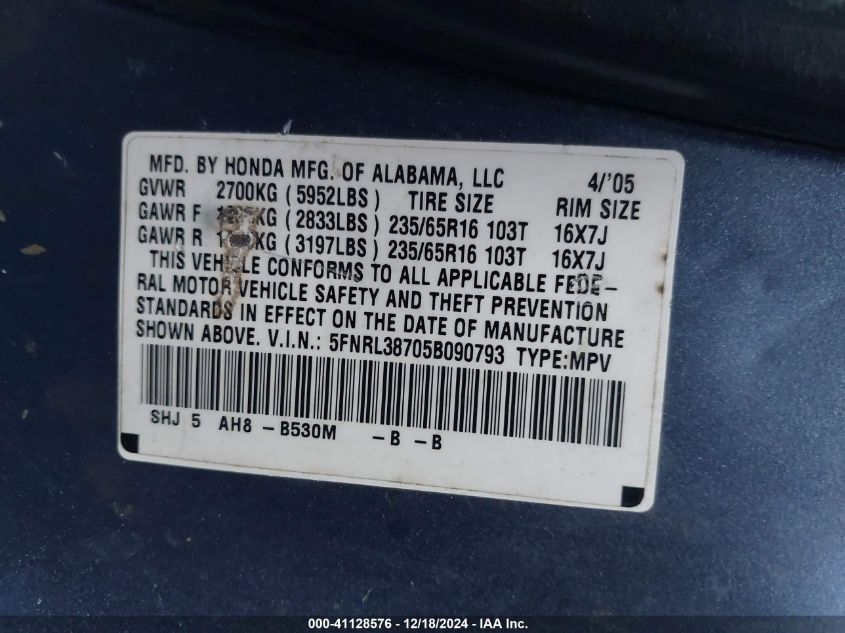 MFD. BY HONDA MFG. OF ALABAMA, LLC 4/'05
GVWR 2700KG (5952LBS) TIRE SIZE RIM SIZE
GAWR F (2833LBS) 235/65R16 103T 16X7J
GAWR R (3197LBS) 235/65R16 103T 16X7J
THIS VEHICLE CONFORMS TO ALL APPLICABLE FEDE-
RAL MOTOR VEHICLE SAFETY AND THEFT PREVENTION
STANDARDS IN EFFECT ON THE DATE OF MANUFACTURE
SHOWN ABOVE. V.I.N.: 5FNRL38705B090793 TYPE:MPV
SHJ 5 AH8 -B530M -B -B
000-41128576 - 12/18/2024 - IAA Inc.